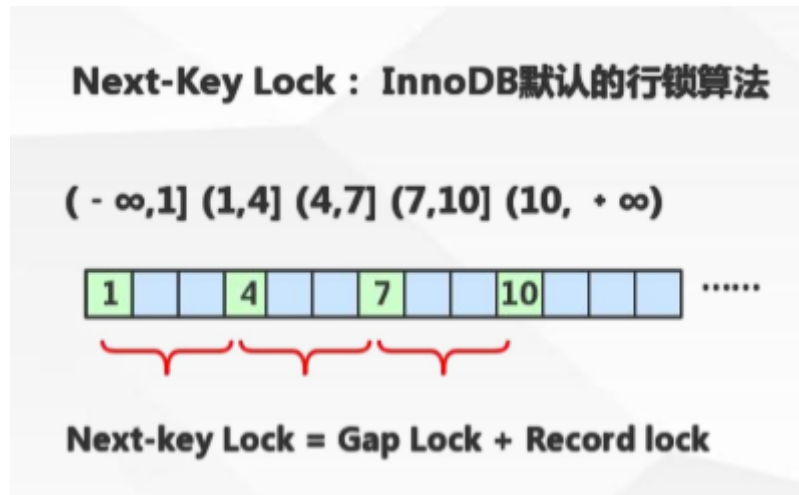 Next-Key Lock： InnoDB默认的行锁算法
( - ∞,1] (1,4] (4,7] (7,10] (10, + ∞)
1 4 7 10 ······
Next-key Lock = Gap Lock + Record lock